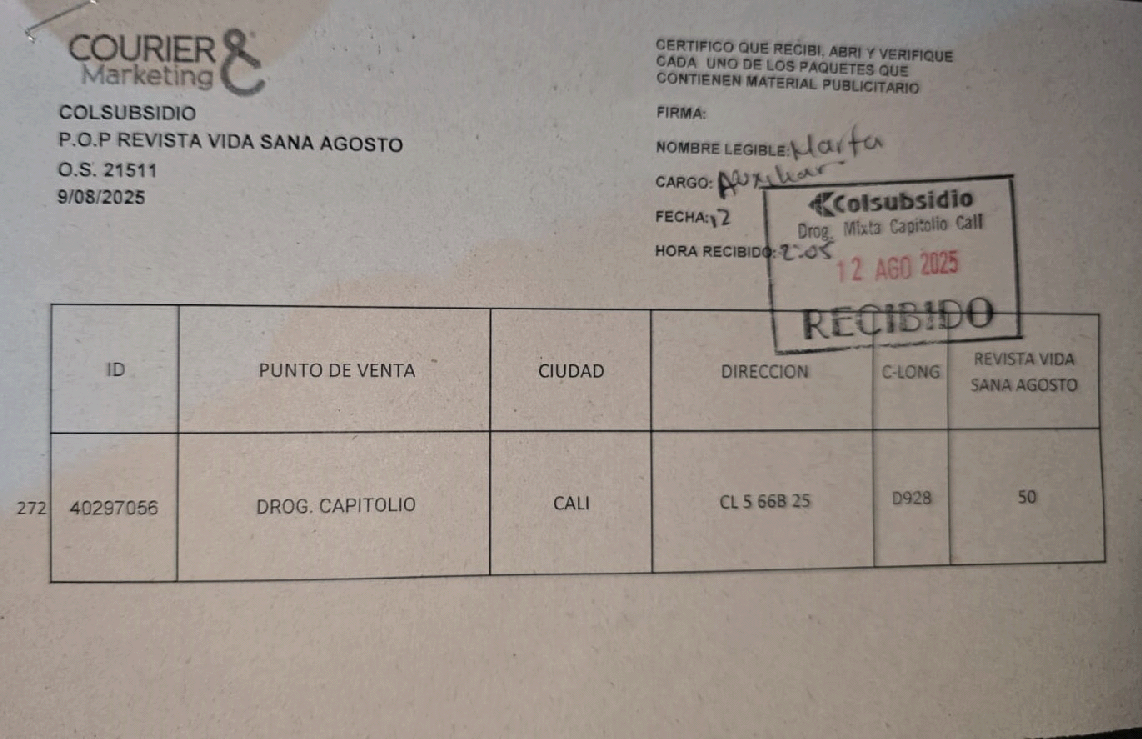 COURIER &
Marketing
COLSUBSIDIO
P.O.P REVISTA VIDA SANA AGOSTO
O.S. 21511
9/08/2025
CERTIFICO QUE RECIBI, ABRI Y VERIFIQUE
CADA UNO DE LOS PAQUETES QUE
CONTIENEN MATERIAL PUBLICITARIO
FIRMA:
NOMBRE LEGIBLE: Marta
CARGO: Auxiliar
FECHA: 12
HORA RECIBIDO: 2:05
Colsubsidio
Drog. Mixta Capitolio Cali
12 AGO 2025
RECIBIDO
ID PUNTO DE VENTA CIUDAD DIRECCION C-LONG REVISTA VIDA
SANA AGOSTO
272 40297056 DROG. CAPITOLIO CALI CL 5 66B 25 D928 50